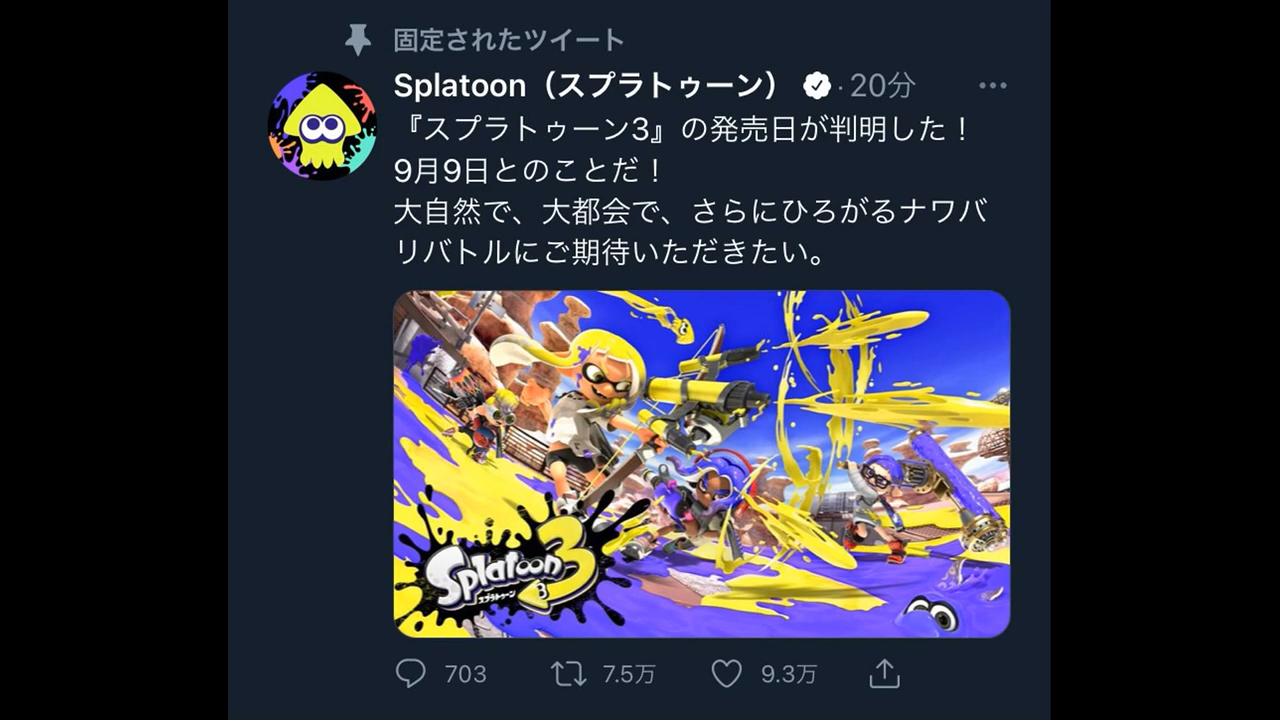 固定されたツイート
Splatoon（スプラトゥーン） · 20分
『スプラトゥーン3』の発売日が判明した！
9月9日とのことだ！
大自然で、大都会で、さらにひろがるナワバ
リバトルにご期待いただきたい。
Splatoon 3
スプラトゥーン3
703 7.5万 9.3万